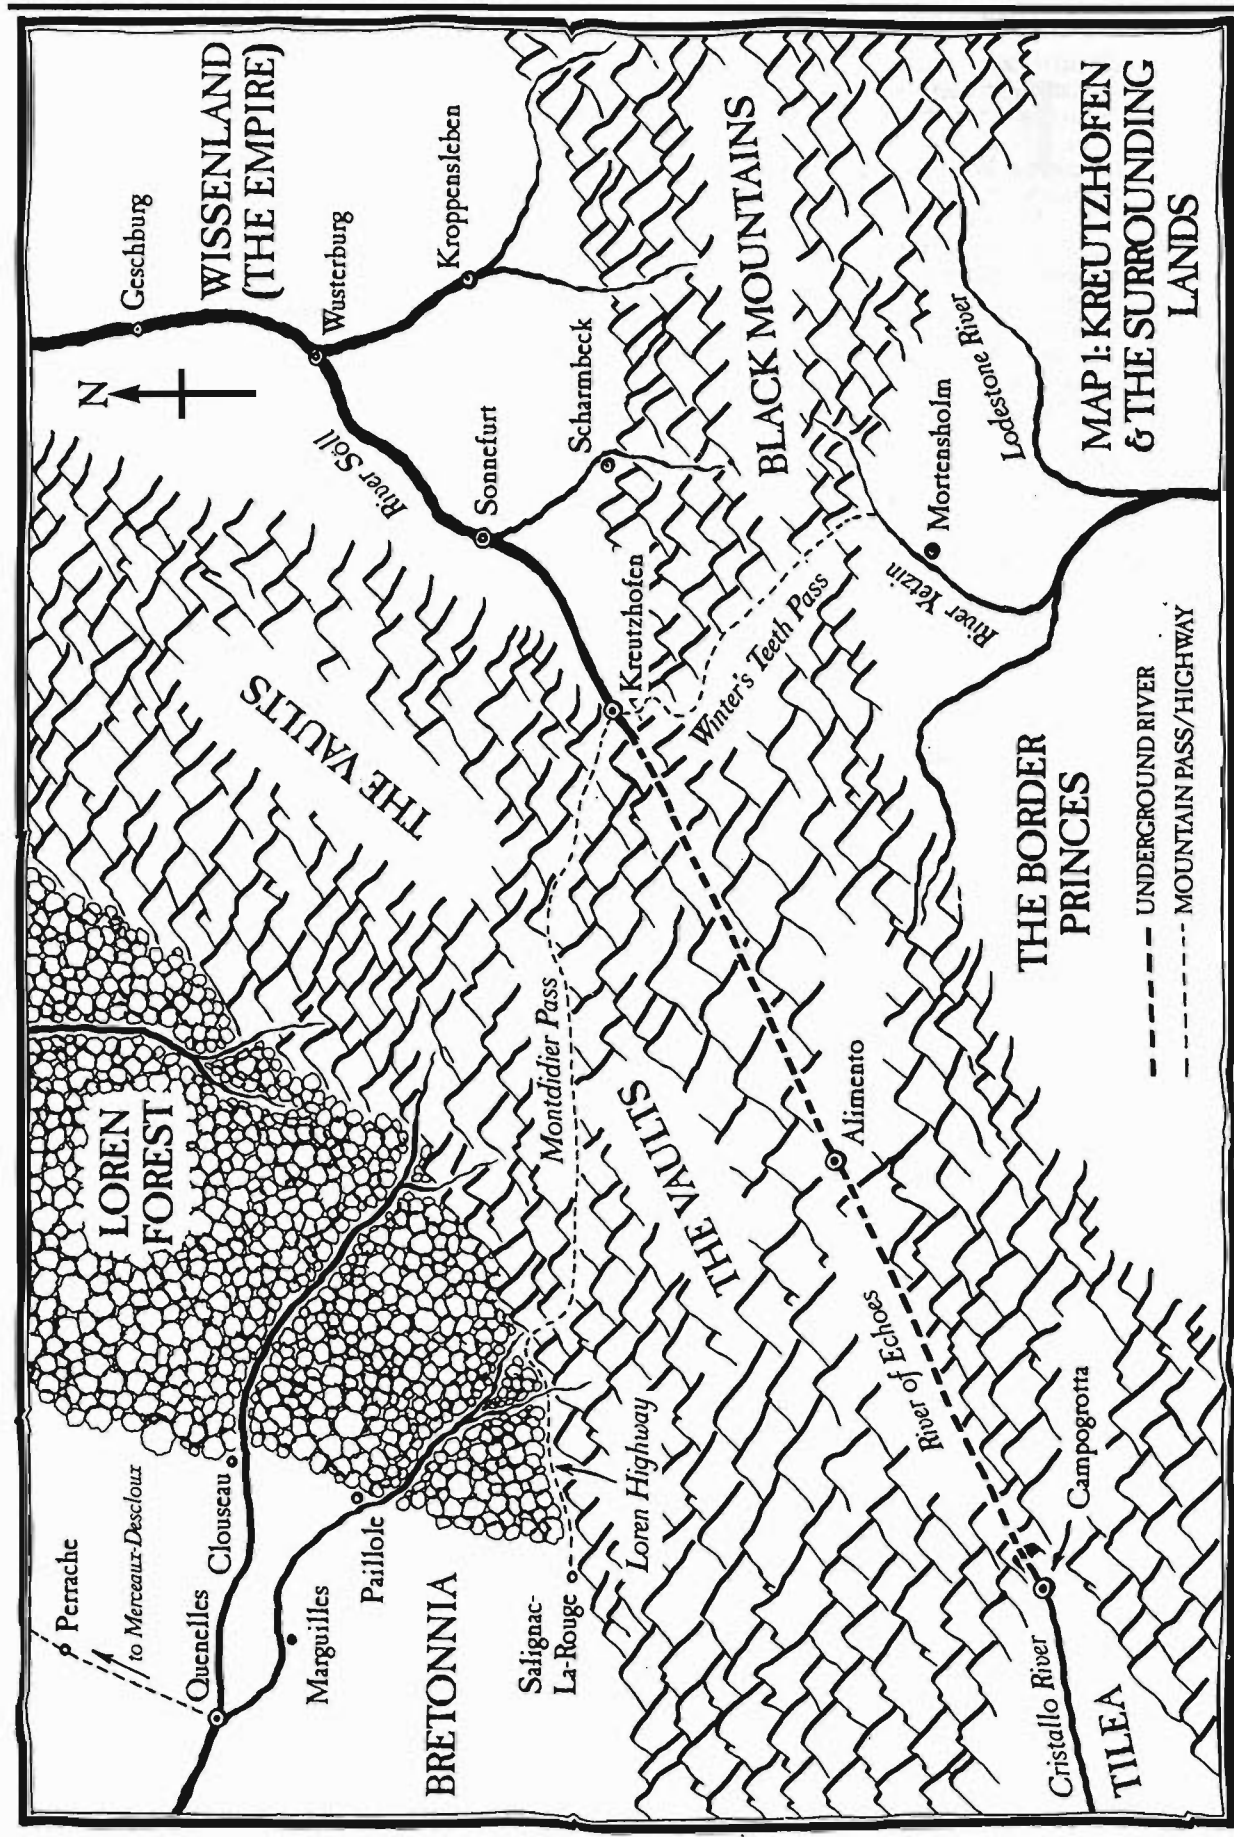 Perrache
to Merceaux-Descloux
Quenelles
Clouseau
Marguilles
Paillole
BRETONNIA
Salignac-
La-Rouge
Loren Highway
LOREN
FOREST
Montdidier Pass
THE VAULTS
THE VAULTS
N
River Söll
Geschburg
WISSENLAND
(THE EMPIRE)
Wusterburg
Kroppensleben
Sonnefurt
Scharmbeck
Kreutzhofen
BLACK MOUNTAINS
Winter's Teeth Pass
Mortensholm
River Yetzin
Lodestone River
River of Echoes
Alimento
Campogrotta
Cristallo River
TILEA
THE BORDER
PRINCES
UNDERGROUND RIVER
MOUNTAIN PASS/HIGHWAY
MAP 1: KREUTZHOFEN
& THE SURROUNDING
LANDS